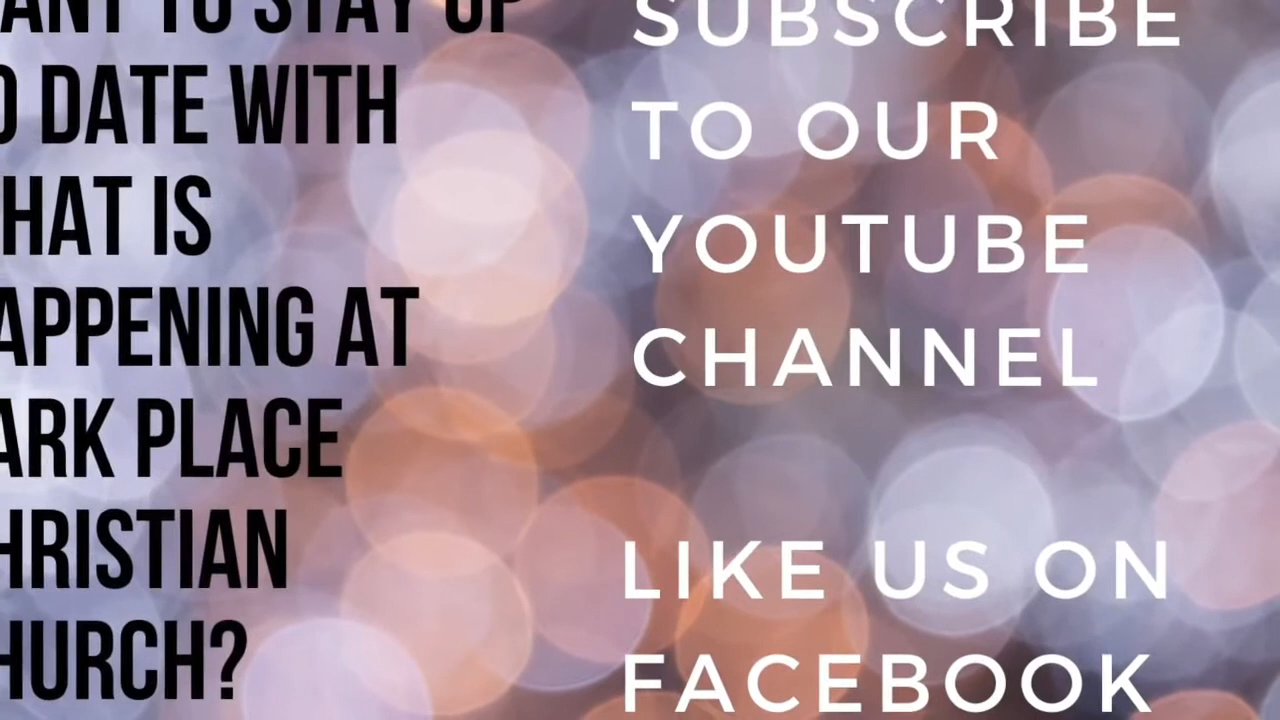 ANT TO STAY UP
O DATE WITH
HAT IS
APPENING AT
ARK PLACE
HRISTIAN
HURCH?
SUBSCRIBE
TO OUR
YOUTUBE
CHANNEL
LIKE US ON
FACEBOOK